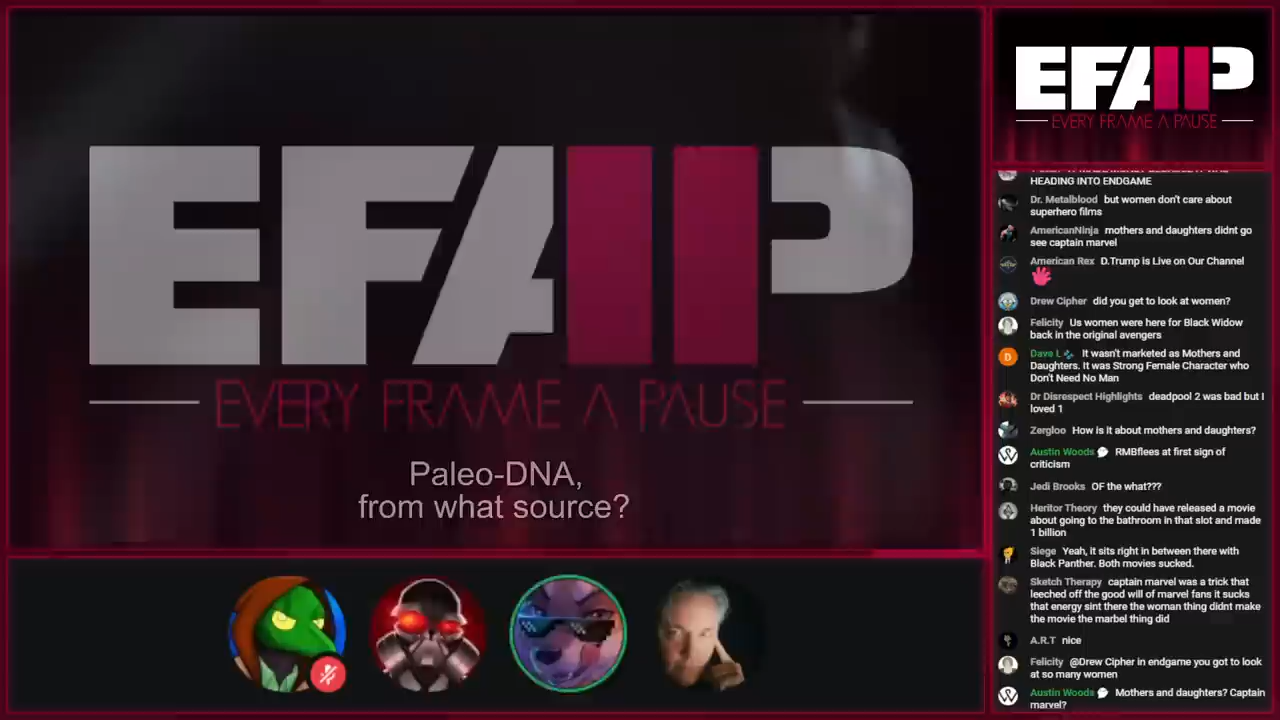 EFAP
EVERY FRAME A PAUSE
Paleo-DNA,
from what source?
EFAP
EVERY FRAME A PAUSE
HEADING INTO ENDGAME
Dr. Metalblood but women don't care about
superhero films
AmericanNinja mothers and daughters didnt go
see captain marvel
American Rex D.Trump is Live on Our Channel
Drew Cipher did you get to look at women?
Felicity Us women were here for Black Widow
back in the original avengers
Dave L It wasn't marketed as Mothers and
Daughters. It was Strong Female Character who
Don't Need No Man
Dr Disrespect Highlights deadpool 2 was bad but I
loved 1
Zergloo How is it about mothers and daughters?
Austin Woods RMBflees at first sign of
criticism
Jedi Brooks OF the what???
Heritor Theory they could have released a movie
about going to the bathroom in that slot and made
1 billion
Siege Yeah, it sits right in between there with
Black Panther. Both movies sucked.
Sketch Therapy captain marvel was a trick that
leeched off the good will of marvel fans it sucks
that energy sint there the woman thing didnt make
the movie the marbel thing did
A.R.T nice
Felicity @Drew Cipher in endgame you got to look
at so many women
Austin Woods Mothers and daughters? Captain
marvel?